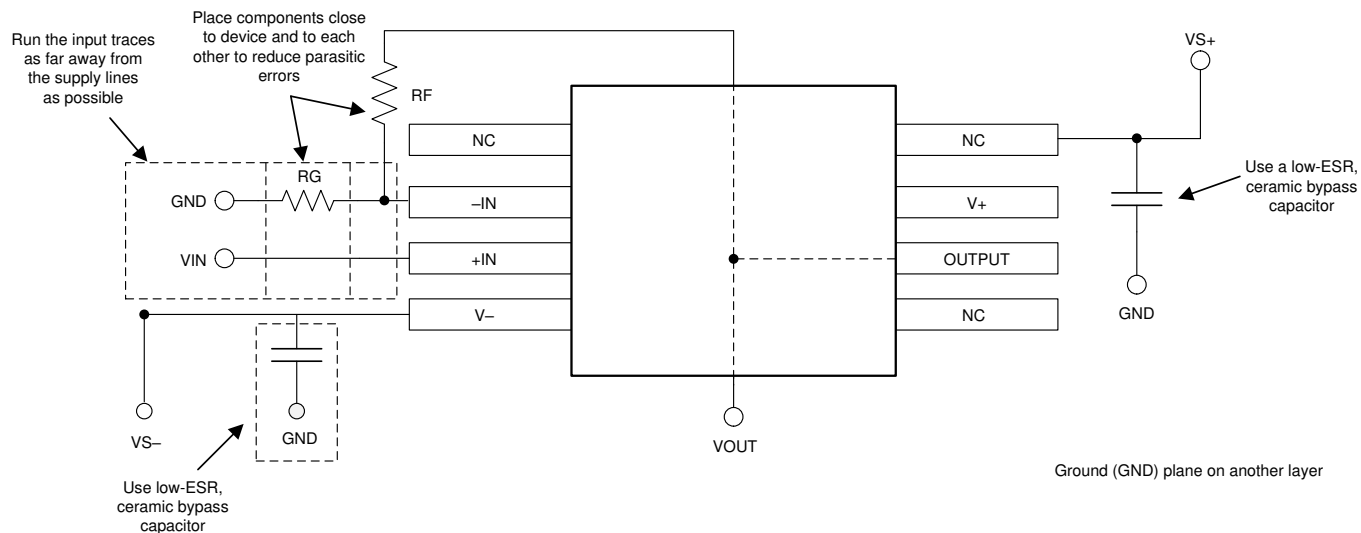 Run the input traces
as far away from
the supply lines
as possible
Place components close
to device and to each
other to reduce parasitic
errors
RF
VS+
NC
NC
RG
GND
–IN
V+
Use a low-ESR,
ceramic bypass
capacitor
VIN
+IN
OUTPUT
V–
NC
GND
VS–
GND
VOUT
Use low-ESR,
ceramic bypass
capacitor
Ground (GND) plane on another layer